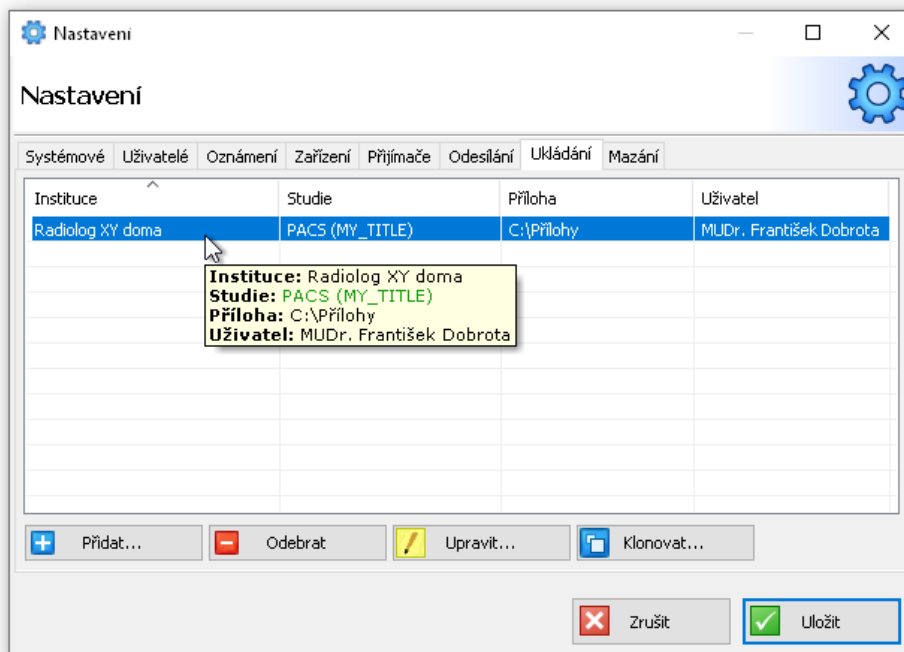 Nastavení
Nastavení
Systémové Uživatelé Oznámení Zařízení Přijímače Odesílání Ukládání Mazání
Instituce Studie Příloha Uživatel
Radiolog XY doma PACS (MY_TITLE) C:\Přílohy MUDr. František Dobrota
Instituce: Radiolog XY doma
Studie: PACS (MY_TITLE)
Příloha: C:\Přílohy
Uživatel: MUDr. František Dobrota
Přidat... Odebrat Upravit... Klonovat...
Zrušit Uložit